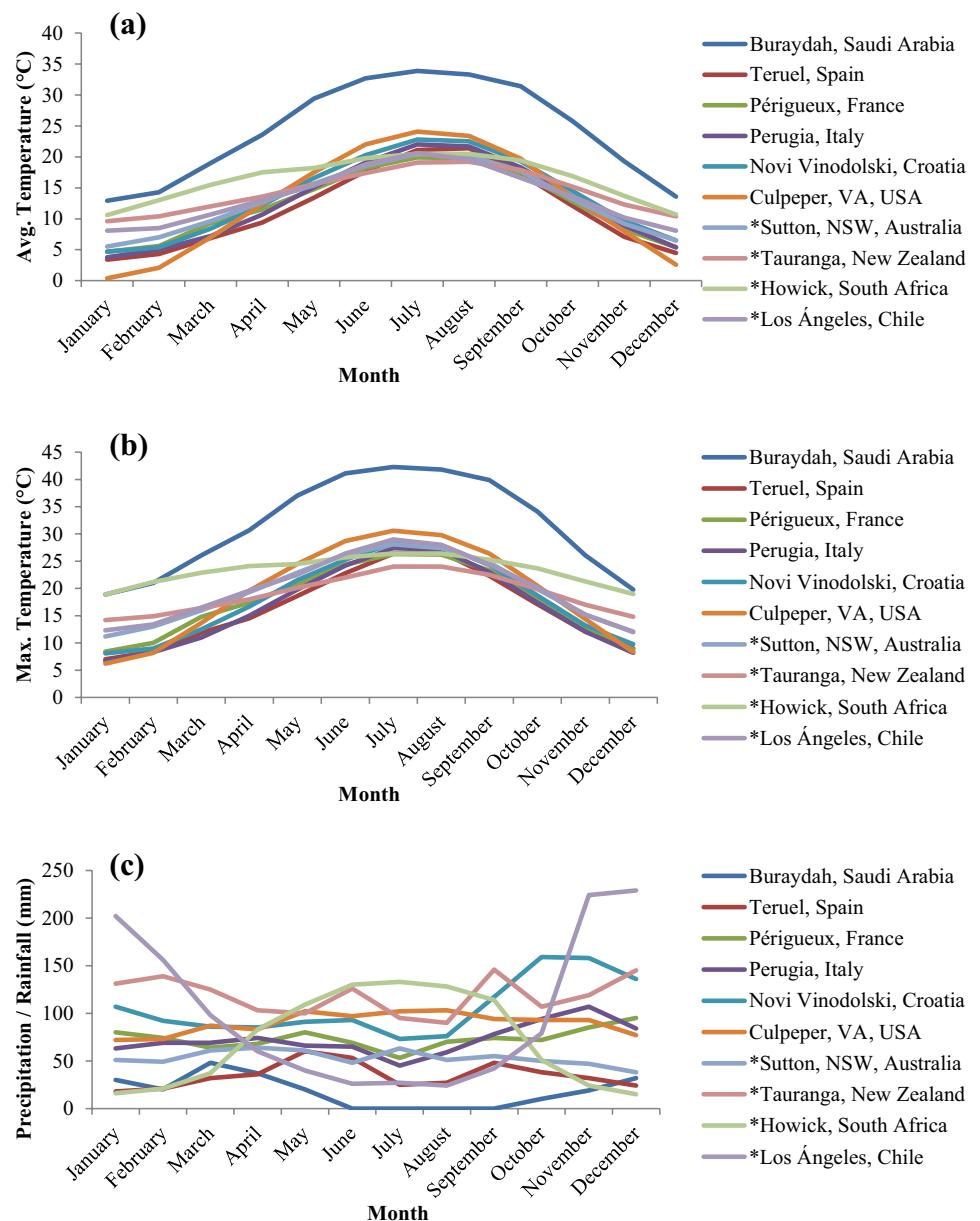 (a)
Avg. Temperature (°C)
40
35
30
25
20
15
10
5
0
January
February
March
April
May
June
July
August
September
October
November
December
Month
Buraydah, Saudi Arabia
Teruel, Spain
Périgueux, France
Perugia, Italy
Novi Vinodolski, Croatia
Culpeper, VA, USA
*Sutton, NSW, Australia
*Tauranga, New Zealand
*Howick, South Africa
*Los Ángeles, Chile
(b)
Max. Temperature (°C)
45
40
35
30
25
20
15
10
5
0
January
February
March
April
May
June
July
August
September
October
November
December
Month
Buraydah, Saudi Arabia
Teruel, Spain
Périgueux, France
Perugia, Italy
Novi Vinodolski, Croatia
Culpeper, VA, USA
*Sutton, NSW, Australia
*Tauranga, New Zealand
*Howick, South Africa
*Los Ángeles, Chile
(c)
Precipitation / Rainfall (mm)
250
200
150
100
50
0
January
February
March
April
May
June
July
August
September
October
November
December
Month
Buraydah, Saudi Arabia
Teruel, Spain
Périgueux, France
Perugia, Italy
Novi Vinodolski, Croatia
Culpeper, VA, USA
*Sutton, NSW, Australia
*Tauranga, New Zealand
*Howick, South Africa
*Los Ángeles, Chile